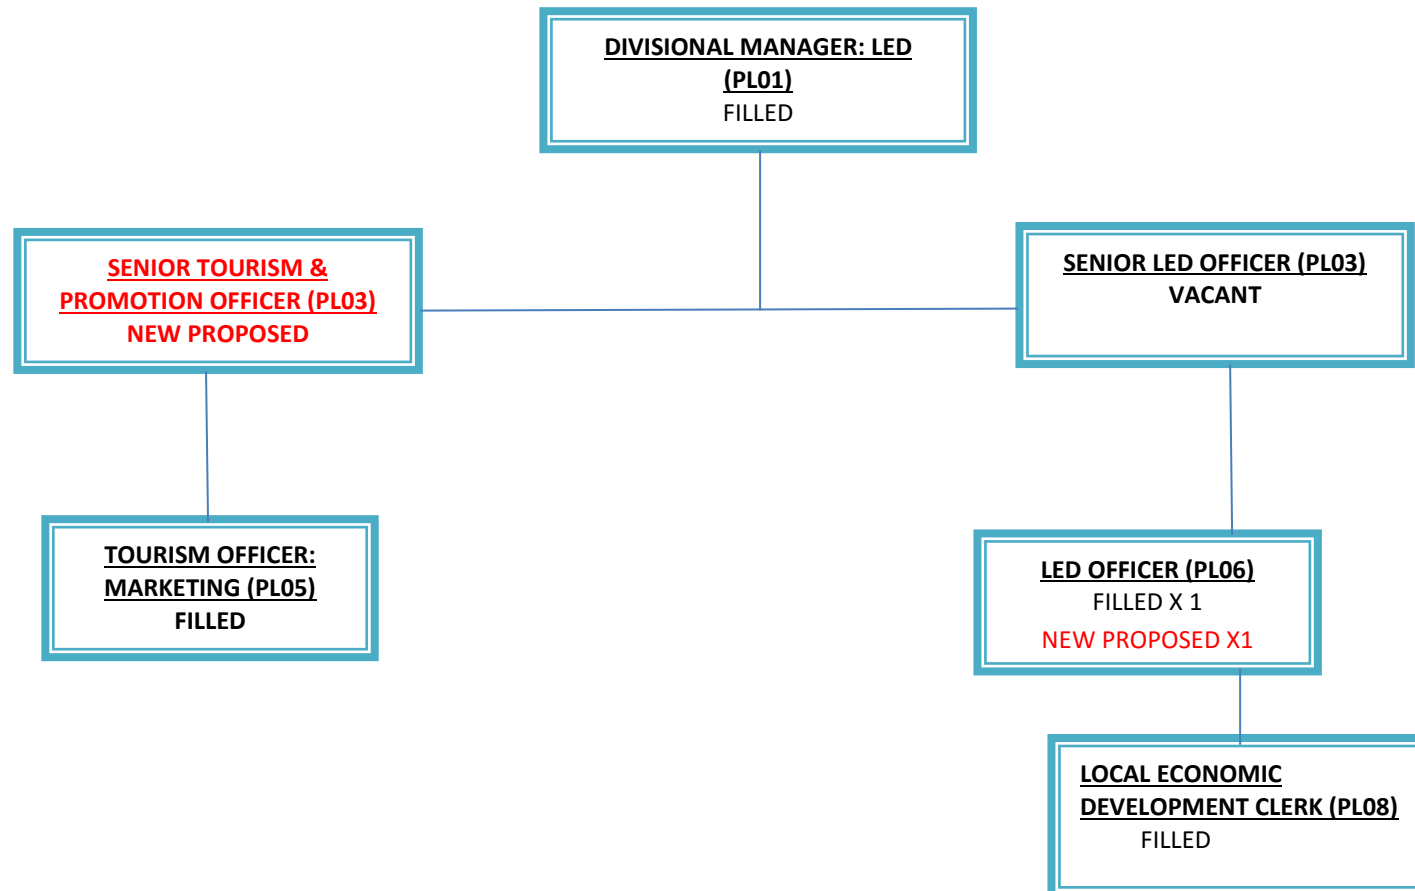 DIVISIONAL MANAGER: LED
(PL01)
FILLED
SENIOR TOURISM &
PROMOTION OFFICER (PL03)
NEW PROPOSED
SENIOR LED OFFICER (PL03)
VACANT
TOURISM OFFICER:
MARKETING (PL05)
FILLED
LED OFFICER (PL06)
FILLED X 1
NEW PROPOSED X1
LOCAL ECONOMIC
DEVELOPMENT CLERK (PL08)
FILLED